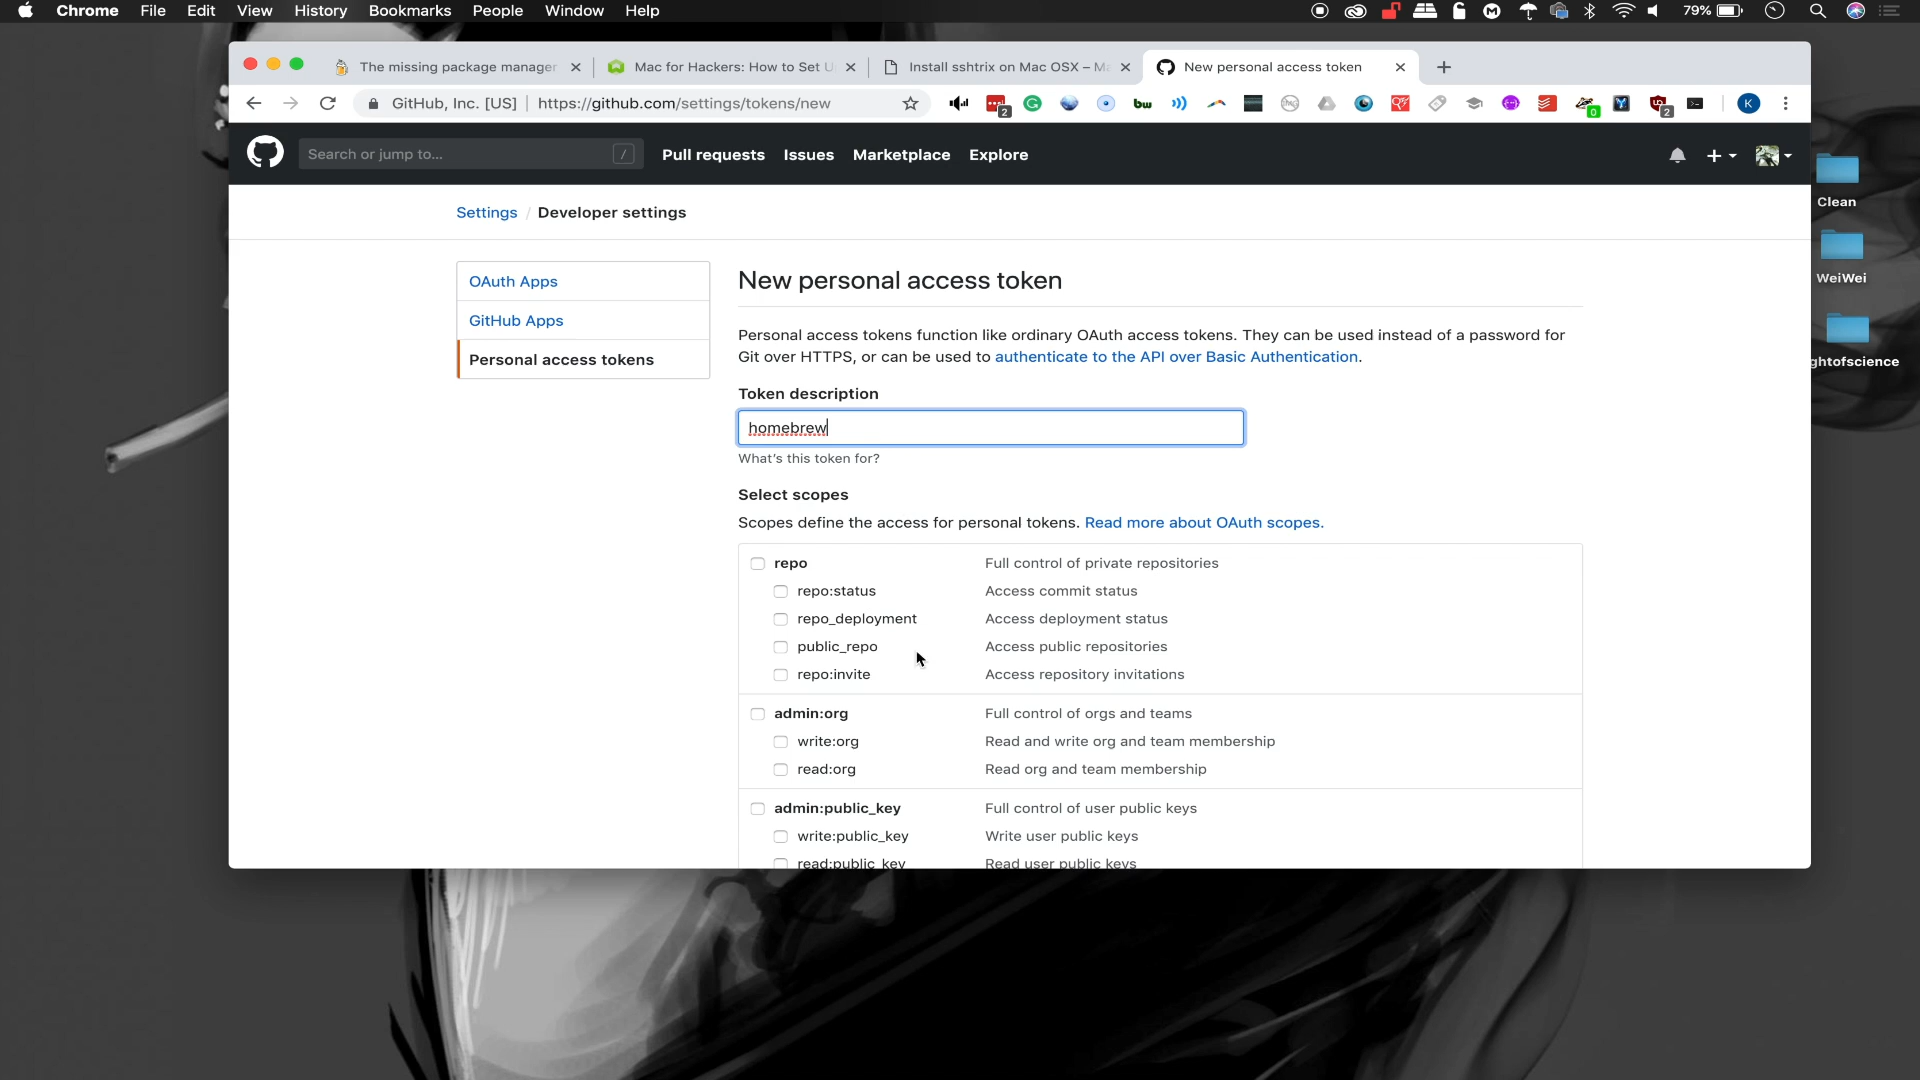 Chrome File Edit View History Bookmarks People Window Help 79%
The missing package manager
Mac for Hackers: How to Set U
Install sshtrix on Mac OSX – Ma
New personal access token
GitHub, Inc. [US] https://github.com/settings/tokens/new
Search or jump to... /
Pull requests Issues Marketplace Explore
Clean
WeiWei
ghtofscience
Settings / Developer settings
OAuth Apps
GitHub Apps
Personal access tokens
New personal access token
Personal access tokens function like ordinary OAuth access tokens. They can be used instead of a password for
Git over HTTPS, or can be used to authenticate to the API over Basic Authentication.
Token description
homebrew
What's this token for?
Select scopes
Scopes define the access for personal tokens. Read more about OAuth scopes.
repo Full control of private repositories
repo:status Access commit status
repo_deployment Access deployment status
public_repo Access public repositories
repo:invite Access repository invitations
admin:org Full control of orgs and teams
write:org Read and write org and team membership
read:org Read org and team membership
admin:public_key Full control of user public keys
write:public_key Write user public keys
read:public_key Read user public keys